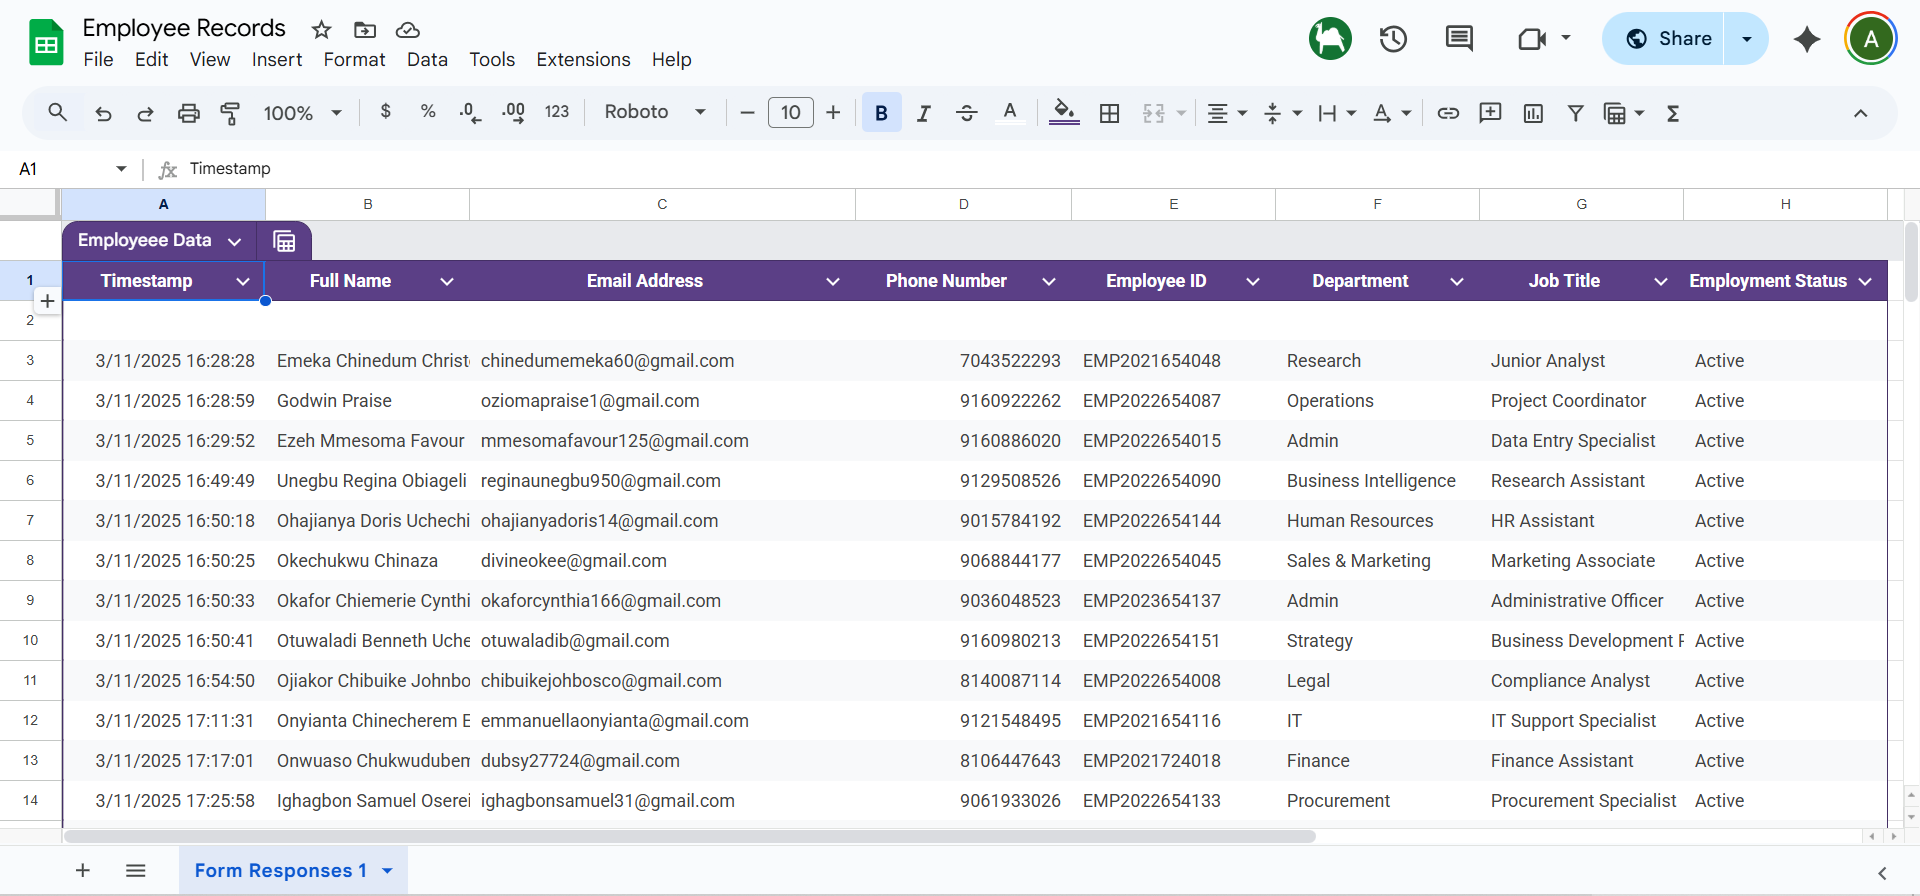 Employee Records
File Edit View Insert Format Data Tools Extensions Help
Share
A
100% $ % .0 .00 123 Roboto 10 B I A Σ
A1 fx Timestamp
A B C D E F G H
Employeee Data
1 Timestamp Full Name Email Address Phone Number Employee ID Department Job Title Employment Status
2
3 3/11/2025 16:28:28 Emeka Chinedum Christ chinedumemeka60@gmail.com 7043522293 EMP2021654048 Research Junior Analyst Active
4 3/11/2025 16:28:59 Godwin Praise oziomapraise1@gmail.com 9160922262 EMP2022654087 Operations Project Coordinator Active
5 3/11/2025 16:29:52 Ezeh Mmesoma Favour mmesomafavour125@gmail.com 9160886020 EMP2022654015 Admin Data Entry Specialist Active
6 3/11/2025 16:49:49 Unegbu Regina Obiageli reginaunegbu950@gmail.com 9129508526 EMP2022654090 Business Intelligence Research Assistant Active
7 3/11/2025 16:50:18 Ohajianya Doris Uchechi ohajianyadoris14@gmail.com 9015784192 EMP2022654144 Human Resources HR Assistant Active
8 3/11/2025 16:50:25 Okechukwu Chinaza divineokee@gmail.com 9068844177 EMP2022654045 Sales & Marketing Marketing Associate Active
9 3/11/2025 16:50:33 Okafor Chiemerie Cynthi okaforcynthia166@gmail.com 9036048523 EMP2023654137 Admin Administrative Officer Active
10 3/11/2025 16:50:41 Otuwaladi Benneth Uche otuwaladib@gmail.com 9160980213 EMP2022654151 Strategy Business Development Active
11 3/11/2025 16:54:50 Ojiakor Chibuike Johnbo chibuikejohbosco@gmail.com 8140087114 EMP2022654008 Legal Compliance Analyst Active
12 3/11/2025 17:11:31 Onyianta Chinecherem E emmanuellaonyianta@gmail.com 9121548495 EMP2021654116 IT IT Support Specialist Active
13 3/11/2025 17:17:01 Onwuaso Chukwudubem dubsy27724@gmail.com 8106447643 EMP2021724018 Finance Finance Assistant Active
14 3/11/2025 17:25:58 Ighagbon Samuel Oserei ighagbonsamuel31@gmail.com 9061933026 EMP2022654133 Procurement Procurement Specialist Active
Form Responses 1